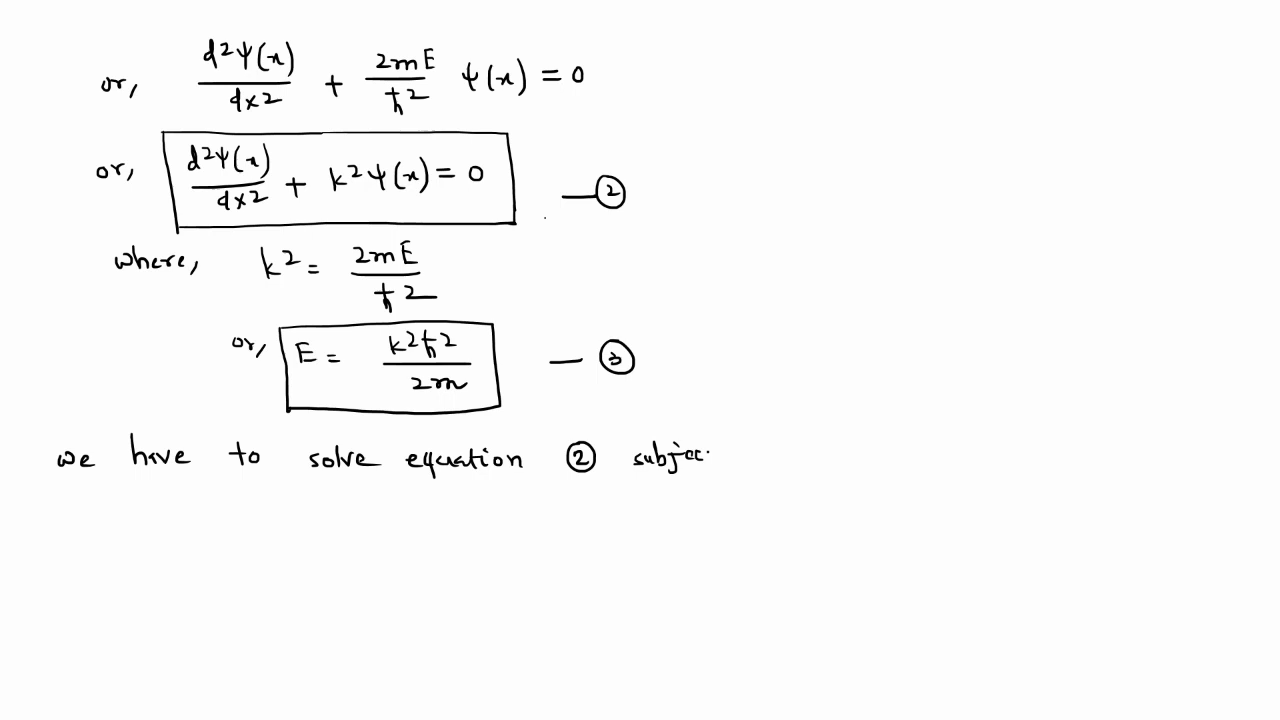 or, d²Ψ(x)/dx² + 2mE/ħ² Ψ(x) = 0
or, d²Ψ(x)/dx² + k²Ψ(x) = 0 —②
where, k² = 2mE/ħ²
or, E = k²ħ²/2m —③
we have to solve equation ②